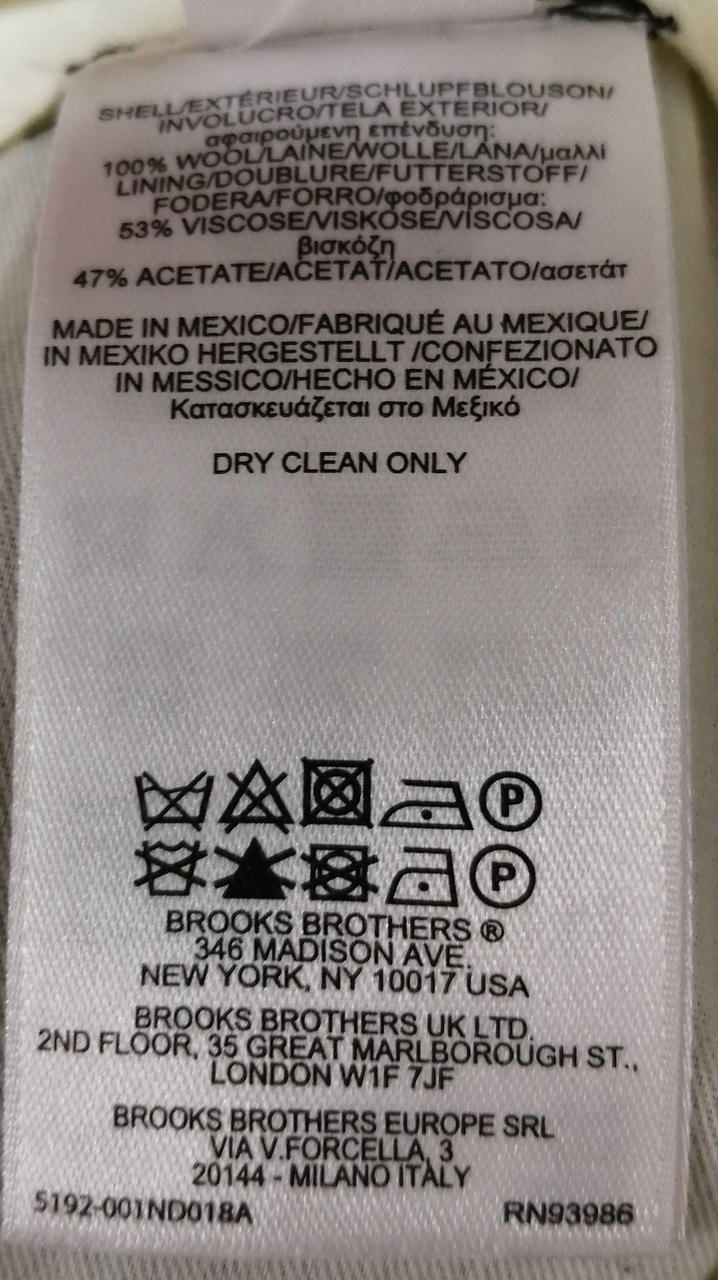 SHELL/EXTÉRIEUR/SCHLUPFBLOUSON/
INVOLUCRO/TELA EXTERIOR/
αφαιρούμενη επένδυση:
100% WOOL/LAINE/WOLLE/LANA/μαλλί
LINING/DOUBLURE/FUTTERSTOFF/
FODERA/FORRO/φοδράρισμα:
53% VISCOSE/VISKOSE/VISCOSA/
βισκόζη
47% ACETATE/ACETAT/ACETATO/ασετάτ
MADE IN MEXICO/FABRIQUÉ AU MEXIQUE/
IN MEXIKO HERGESTELLT /CONFEZIONATO
IN MESSICO/HECHO EN MÉXICO/
Κατασκευάζεται στο Μεξικό
DRY CLEAN ONLY
P
P
BROOKS BROTHERS ®
346 MADISON AVE.
NEW YORK, NY 10017 USA
BROOKS BROTHERS UK LTD.
2ND FLOOR, 35 GREAT MARLBOROUGH ST.,
LONDON W1F 7JF
BROOKS BROTHERS EUROPE SRL
VIA V.FORCELLA, 3
20144 - MILANO ITALY
5192-001ND018A RN93986